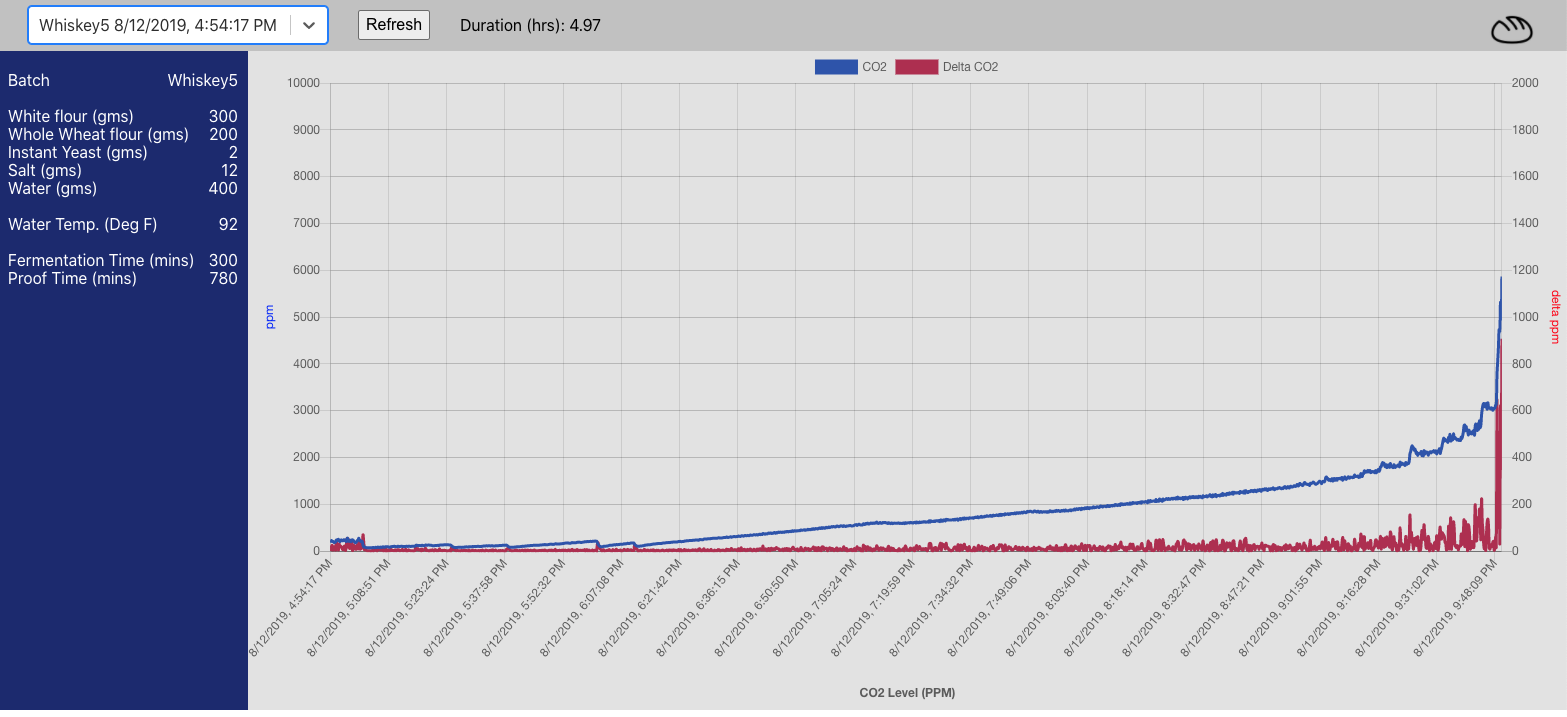 Whiskey5 8/12/2019, 4:54:17 PM Refresh Duration (hrs): 4.97
Batch Whiskey5
White flour (gms) 300
Whole Wheat flour (gms) 200
Instant Yeast (gms) 2
Salt (gms) 12
Water (gms) 400
Water Temp. (Deg F) 92
Fermentation Time (mins) 300
Proof Time (mins) 780
CO2 Delta CO2
ppm
10000
9000
8000
7000
6000
5000
4000
3000
2000
1000
0
2000
1800
1600
1400
1200
1000
800
600
400
200
0
delta ppm
8/12/2019, 4:54:17 PM
8/12/2019, 5:08:51 PM
8/12/2019, 5:23:24 PM
8/12/2019, 5:37:58 PM
8/12/2019, 5:52:32 PM
8/12/2019, 6:07:08 PM
8/12/2019, 6:21:42 PM
8/12/2019, 6:36:15 PM
8/12/2019, 6:50:50 PM
8/12/2019, 7:05:24 PM
8/12/2019, 7:19:59 PM
8/12/2019, 7:34:32 PM
8/12/2019, 7:49:06 PM
8/12/2019, 8:03:40 PM
8/12/2019, 8:18:14 PM
8/12/2019, 8:32:47 PM
8/12/2019, 8:47:21 PM
8/12/2019, 9:01:55 PM
8/12/2019, 9:16:28 PM
8/12/2019, 9:31:02 PM
8/12/2019, 9:48:09 PM
CO2 Level (PPM)